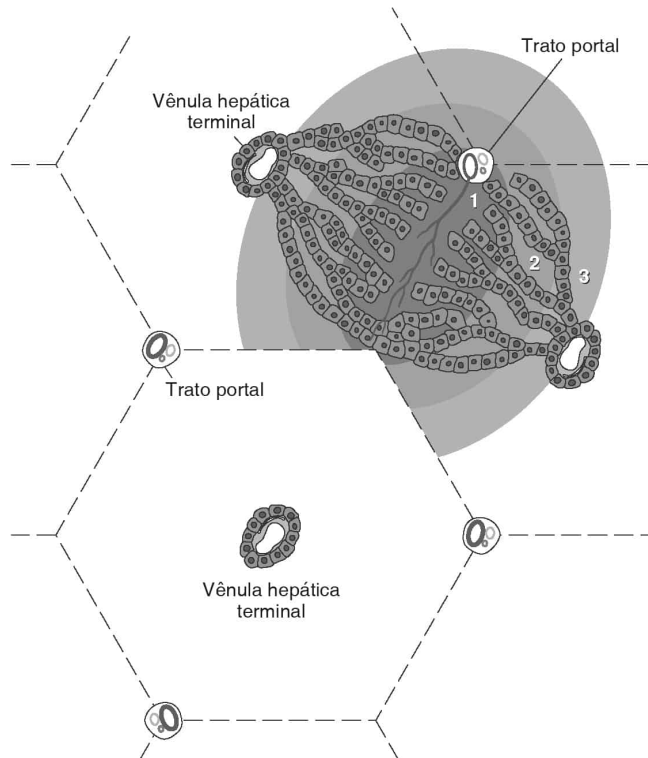 Trato portal
Vênula hepática
terminal
1
2
3
Trato portal
Vênula hepática
terminal